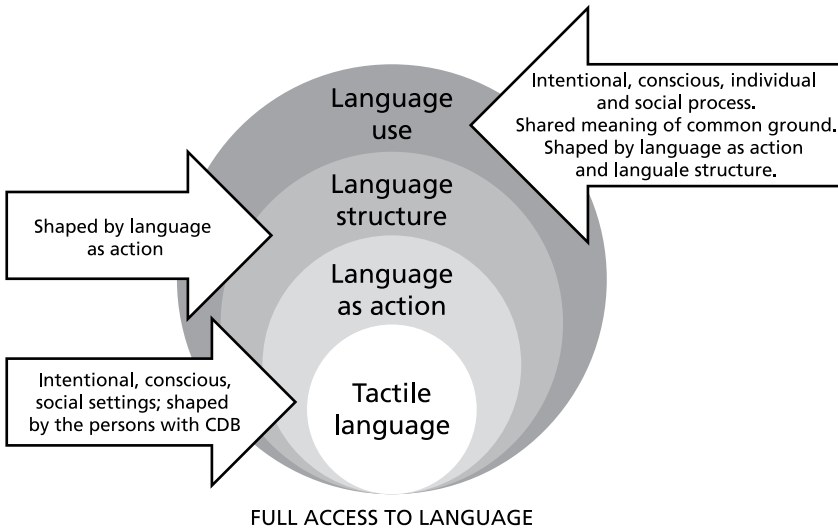 Language
use
Intentional, conscious, individual
and social process.
Shared meaning of common ground.
Shaped by language as action
and languale structure.
Language
structure
Shaped by language
as action
Language
as action
Intentional, conscious,
social settings; shaped
by the persons with CDB
Tactile
language
FULL ACCESS TO LANGUAGE